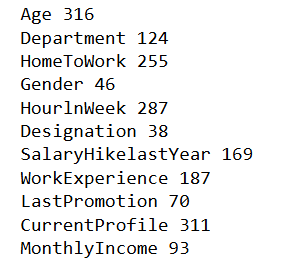 Age 316
Department 124
HomeToWork 255
Gender 46
HourlnWeek 287
Designation 38
SalaryHikelastYear 169
WorkExperience 187
LastPromotion 70
CurrentProfile 311
MonthlyIncome 93